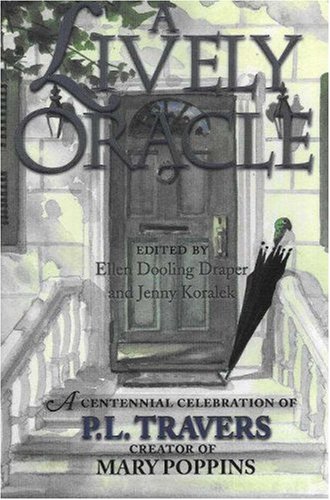 A
LIVELY
ORACLE
EDITED BY
Ellen Dooling Draper
and Jenny Koralek
A CENTENNIAL CELEBRATION OF
P.L. TRAVERS
CREATOR OF
MARY POPPINS